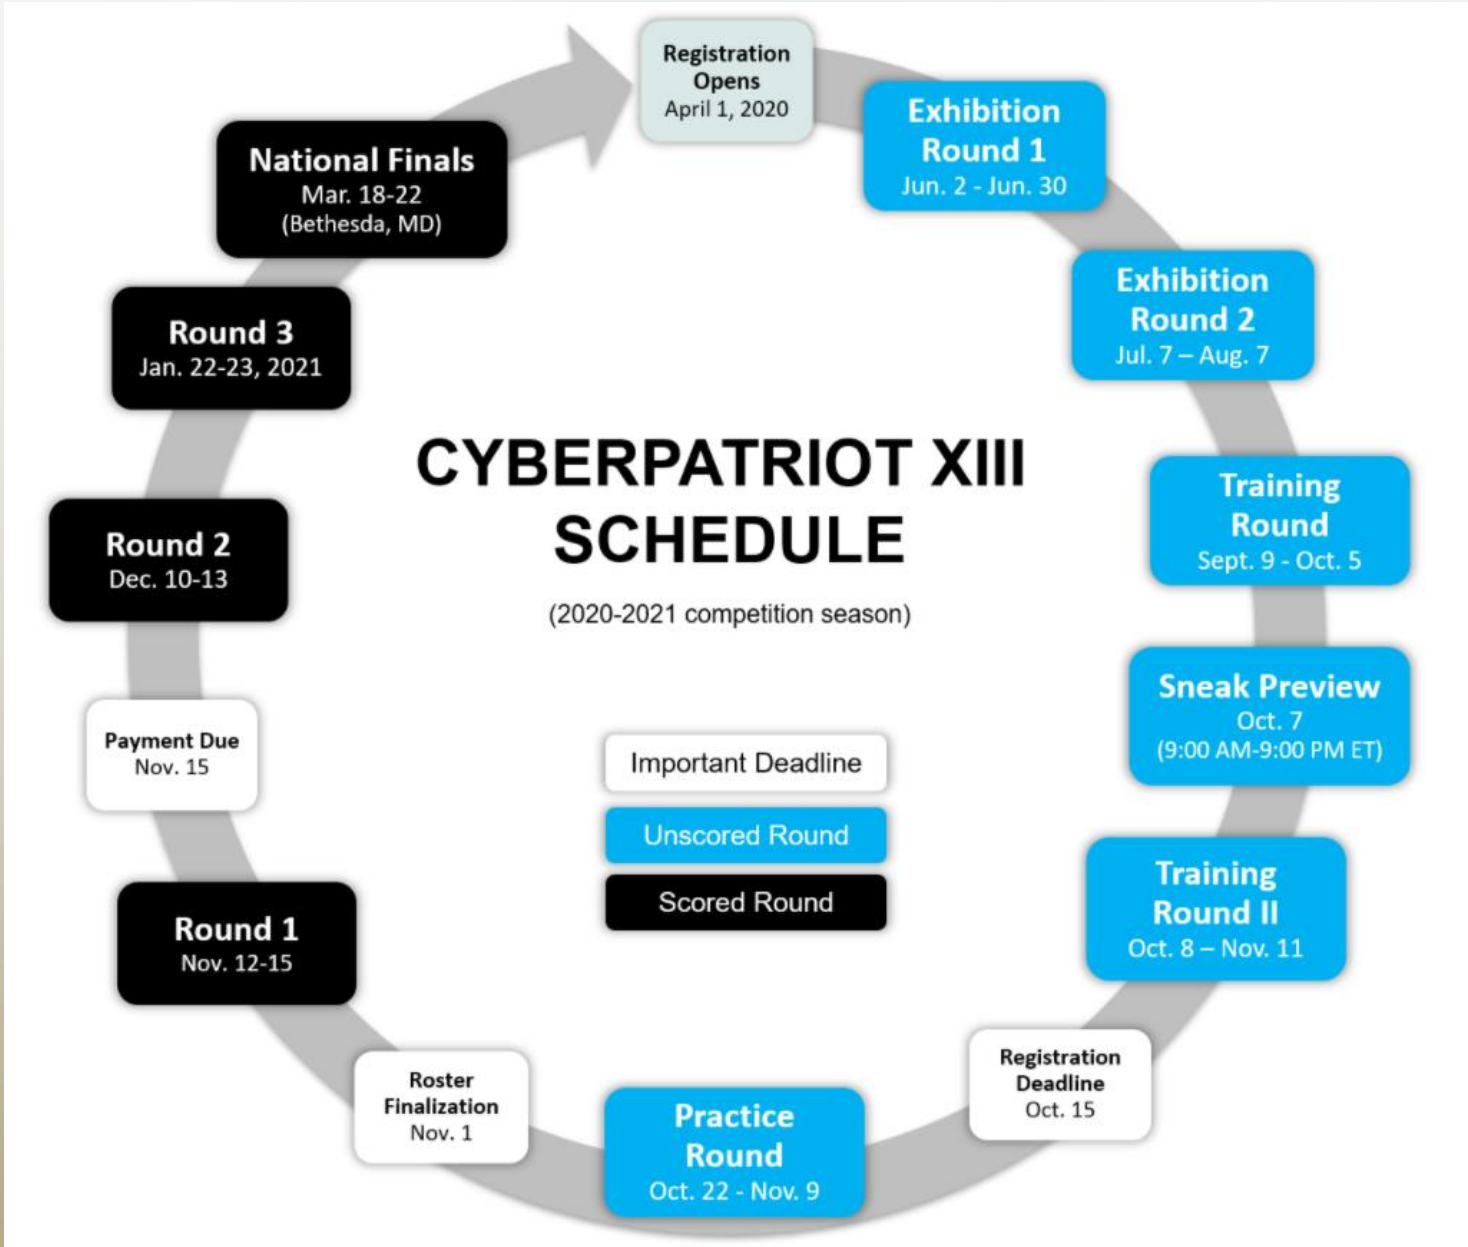 Registration
Opens
April 1, 2020
Exhibition
Round 1
Jun. 2 - Jun. 30
Exhibition
Round 2
Jul. 7 – Aug. 7
Training
Round
Sept. 9 - Oct. 5
Sneak Preview
Oct. 7
(9:00 AM-9:00 PM ET)
Training
Round II
Oct. 8 – Nov. 11
Registration
Deadline
Oct. 15
Practice
Round
Oct. 22 - Nov. 9
Roster
Finalization
Nov. 1
Round 1
Nov. 12-15
Payment Due
Nov. 15
Round 2
Dec. 10-13
Round 3
Jan. 22-23, 2021
National Finals
Mar. 18-22
(Bethesda, MD)
CYBERPATRIOT XIII
SCHEDULE
(2020-2021 competition season)
Important Deadline
Unscored Round
Scored Round